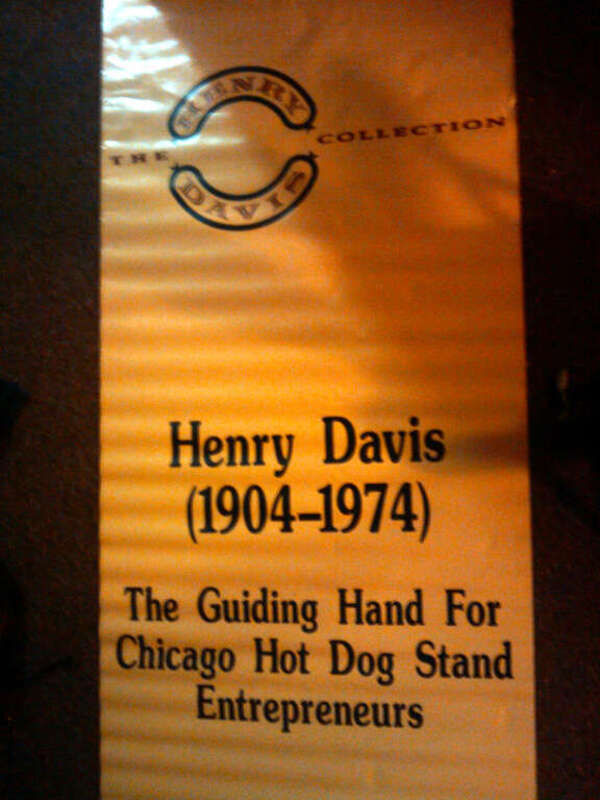 THE HENRY DAVIS COLLECTION
Henry Davis
(1904–1974)
The Guiding Hand For
Chicago Hot Dog Stand
Entrepreneurs